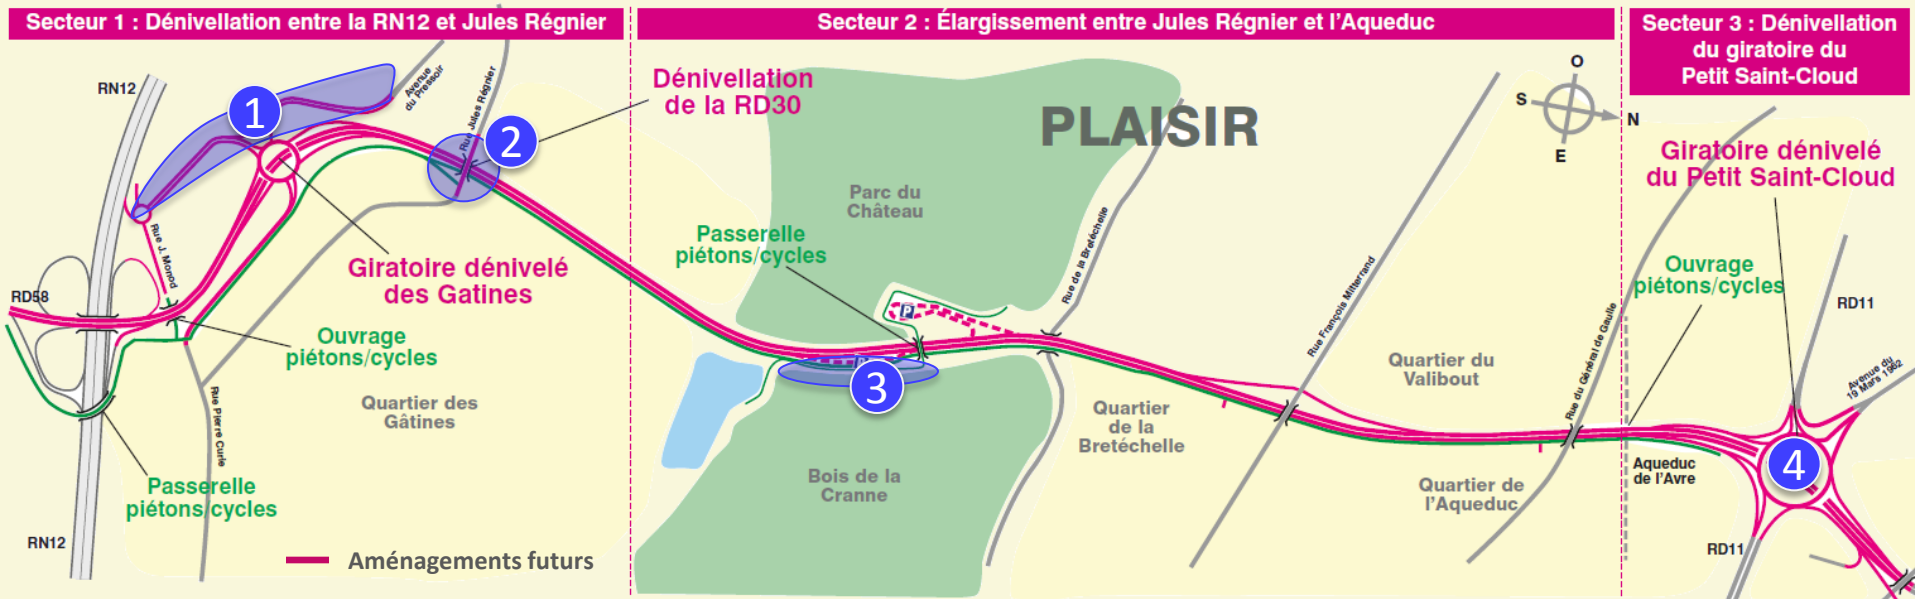 Secteur 1 : Dénivellation entre la RN12 et Jules Régnier
Secteur 2 : Élargissement entre Jules Régnier et l'Aqueduc
Secteur 3 : Dénivellation
du giratoire du
Petit Saint-Cloud
RN12
1
Avenue
du Pressoir
Rue Jules Régnier
2
Dénivellation
de la RD30
PLAISIR
O
S
N
E
Giratoire dénivelé
du Petit Saint-Cloud
Parc du
Château
Passerelle
piétons/cycles
Rue de la Bretéchelle
Rue J. Monod
Giratoire dénivelé
des Gatines
RD58
Ouvrage
piétons/cycles
P
P
3
Rue François Mitterrand
Ouvrage
piétons/cycles
RD11
Rue du Général de Gaulle
Quartier du
Valibout
Avenue du
19 Mars 1962
Rue Pierre Curie
Quartier des
Gâtines
Quartier
de la
Bretéchelle
Bois de la
Cranne
Quartier de
l'Aqueduc
Aqueduc
de l'Avre
4
Passerelle
piétons/cycles
RN12
Aménagements futurs
RD11